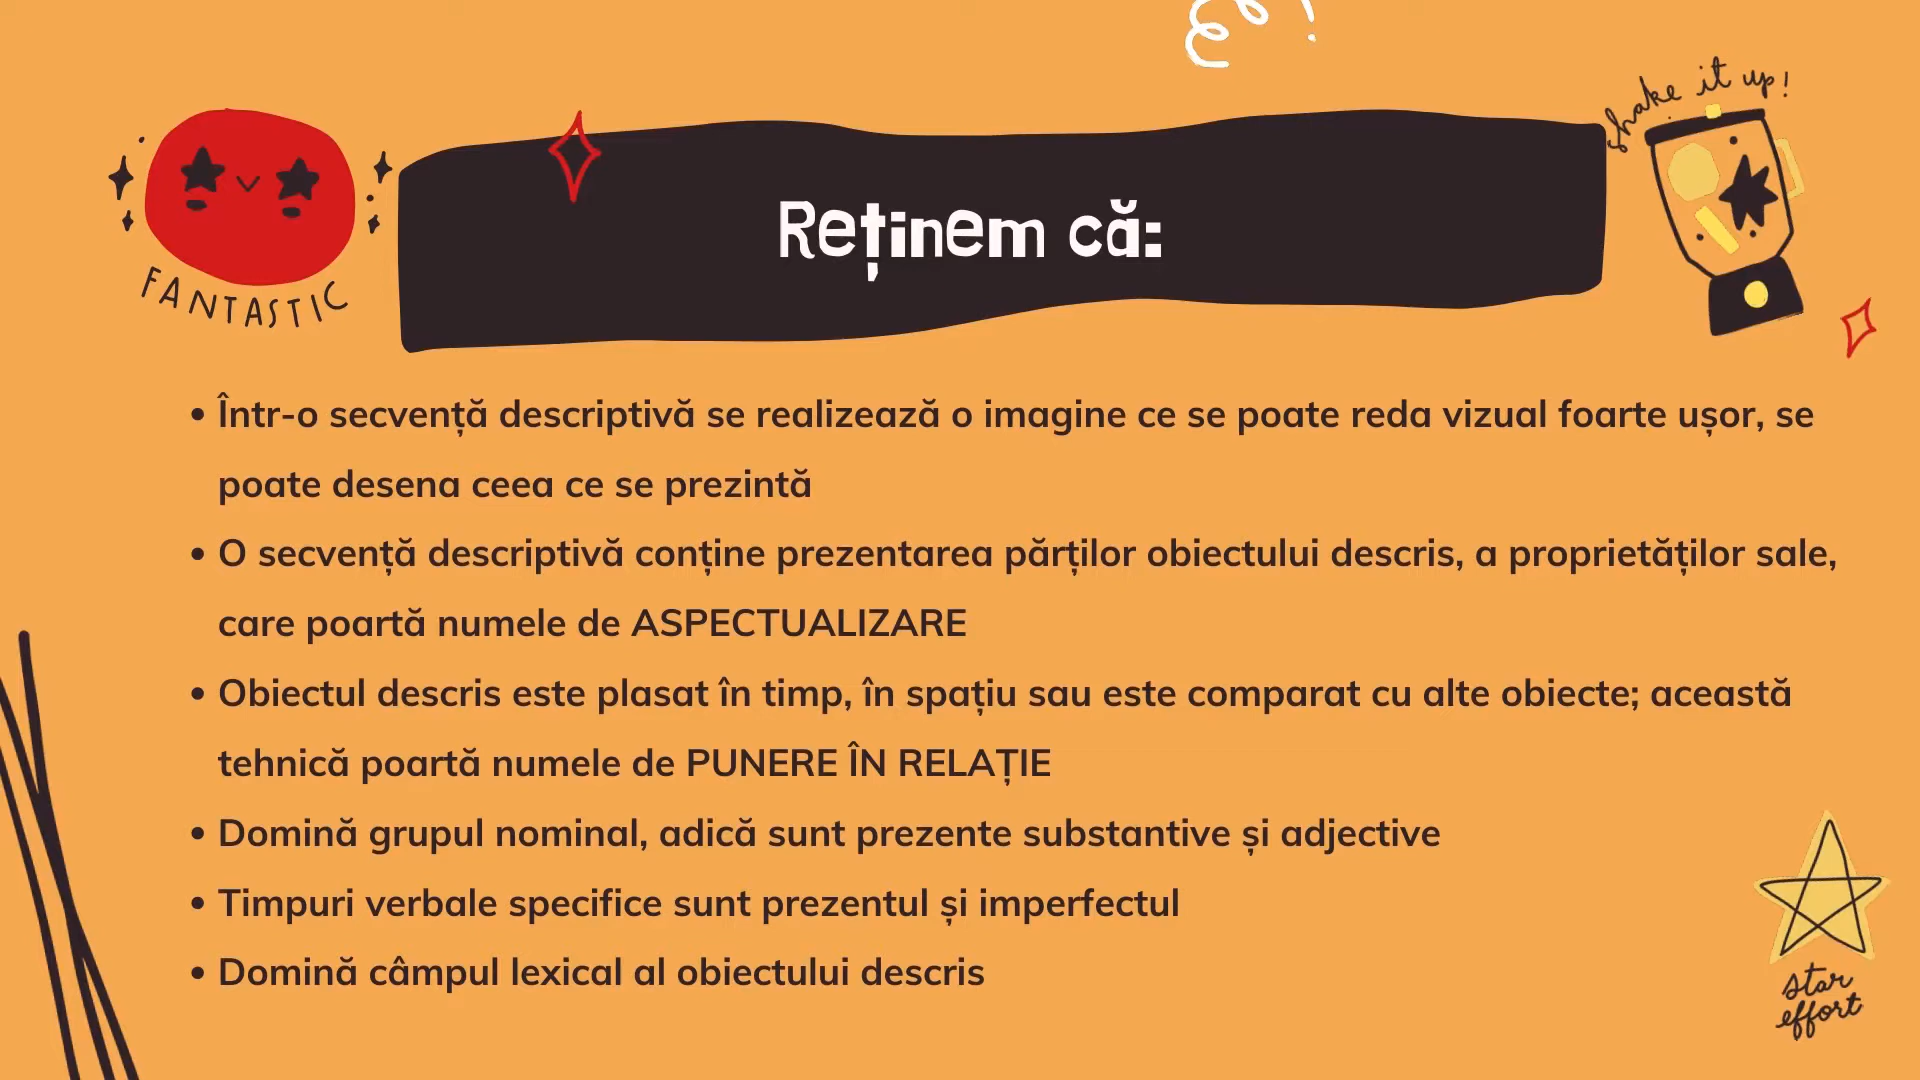 shake it up!
Reținem că:
FANTASTIC
• Într-o secvență descriptivă se realizează o imagine ce se poate reda vizual foarte ușor, se
poate desena ceea ce se prezintă
• O secvență descriptivă conține prezentarea părților obiectului descris, a proprietăților sale,
care poartă numele de ASPECTUALIZARE
• Obiectul descris este plasat în timp, în spațiu sau este comparat cu alte obiecte; această
tehnică poartă numele de PUNERE ÎN RELAȚIE
• Domină grupul nominal, adică sunt prezente substantive și adjective
• Timpuri verbale specifice sunt prezentul și imperfectul
• Domină câmpul lexical al obiectului descris
star
effort